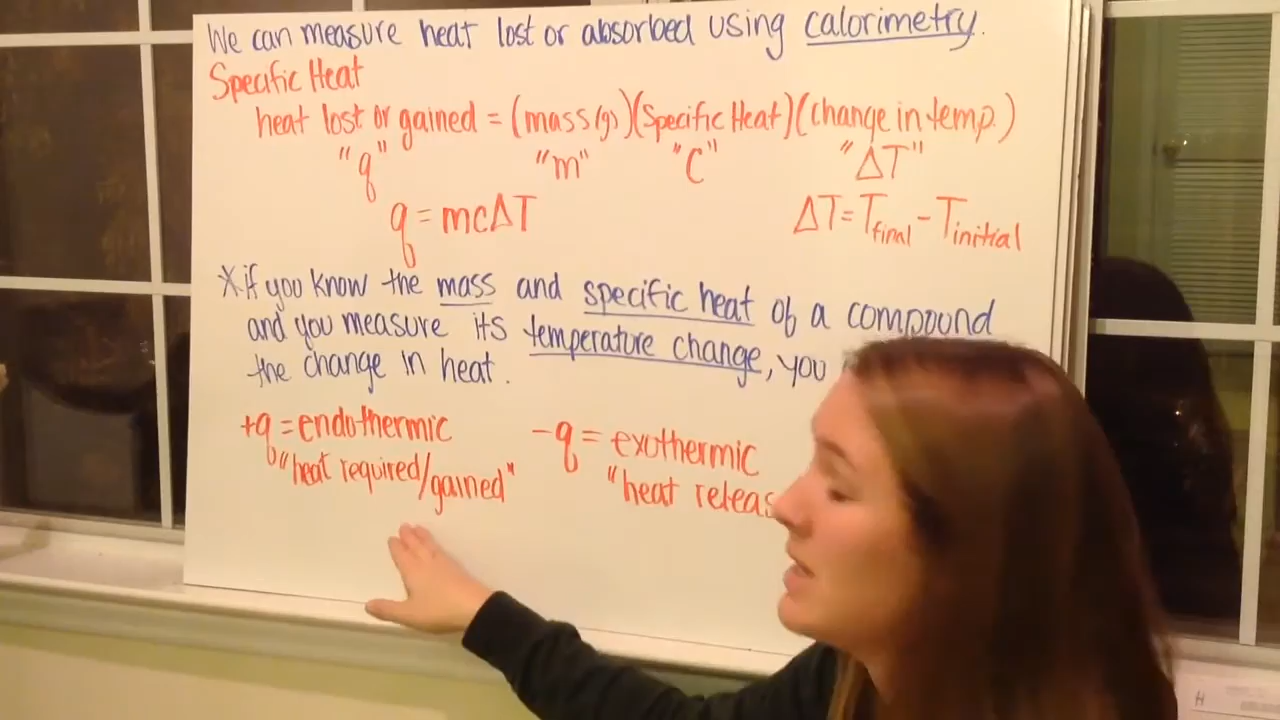 We can measure heat lost or absorbed using calorimetry.
Specific Heat
heat lost or gained = (mass(g))(Specific Heat)(change in temp.)
"q" "m" "C" "ΔT"
q = mcΔT ΔT = Tfinal - Tinitial
*if you know the mass and specific heat of a compound
and you measure its temperature change, you
the change in heat.
+q = endothermic -q = exothermic
"heat required/gained" "heat releas
H